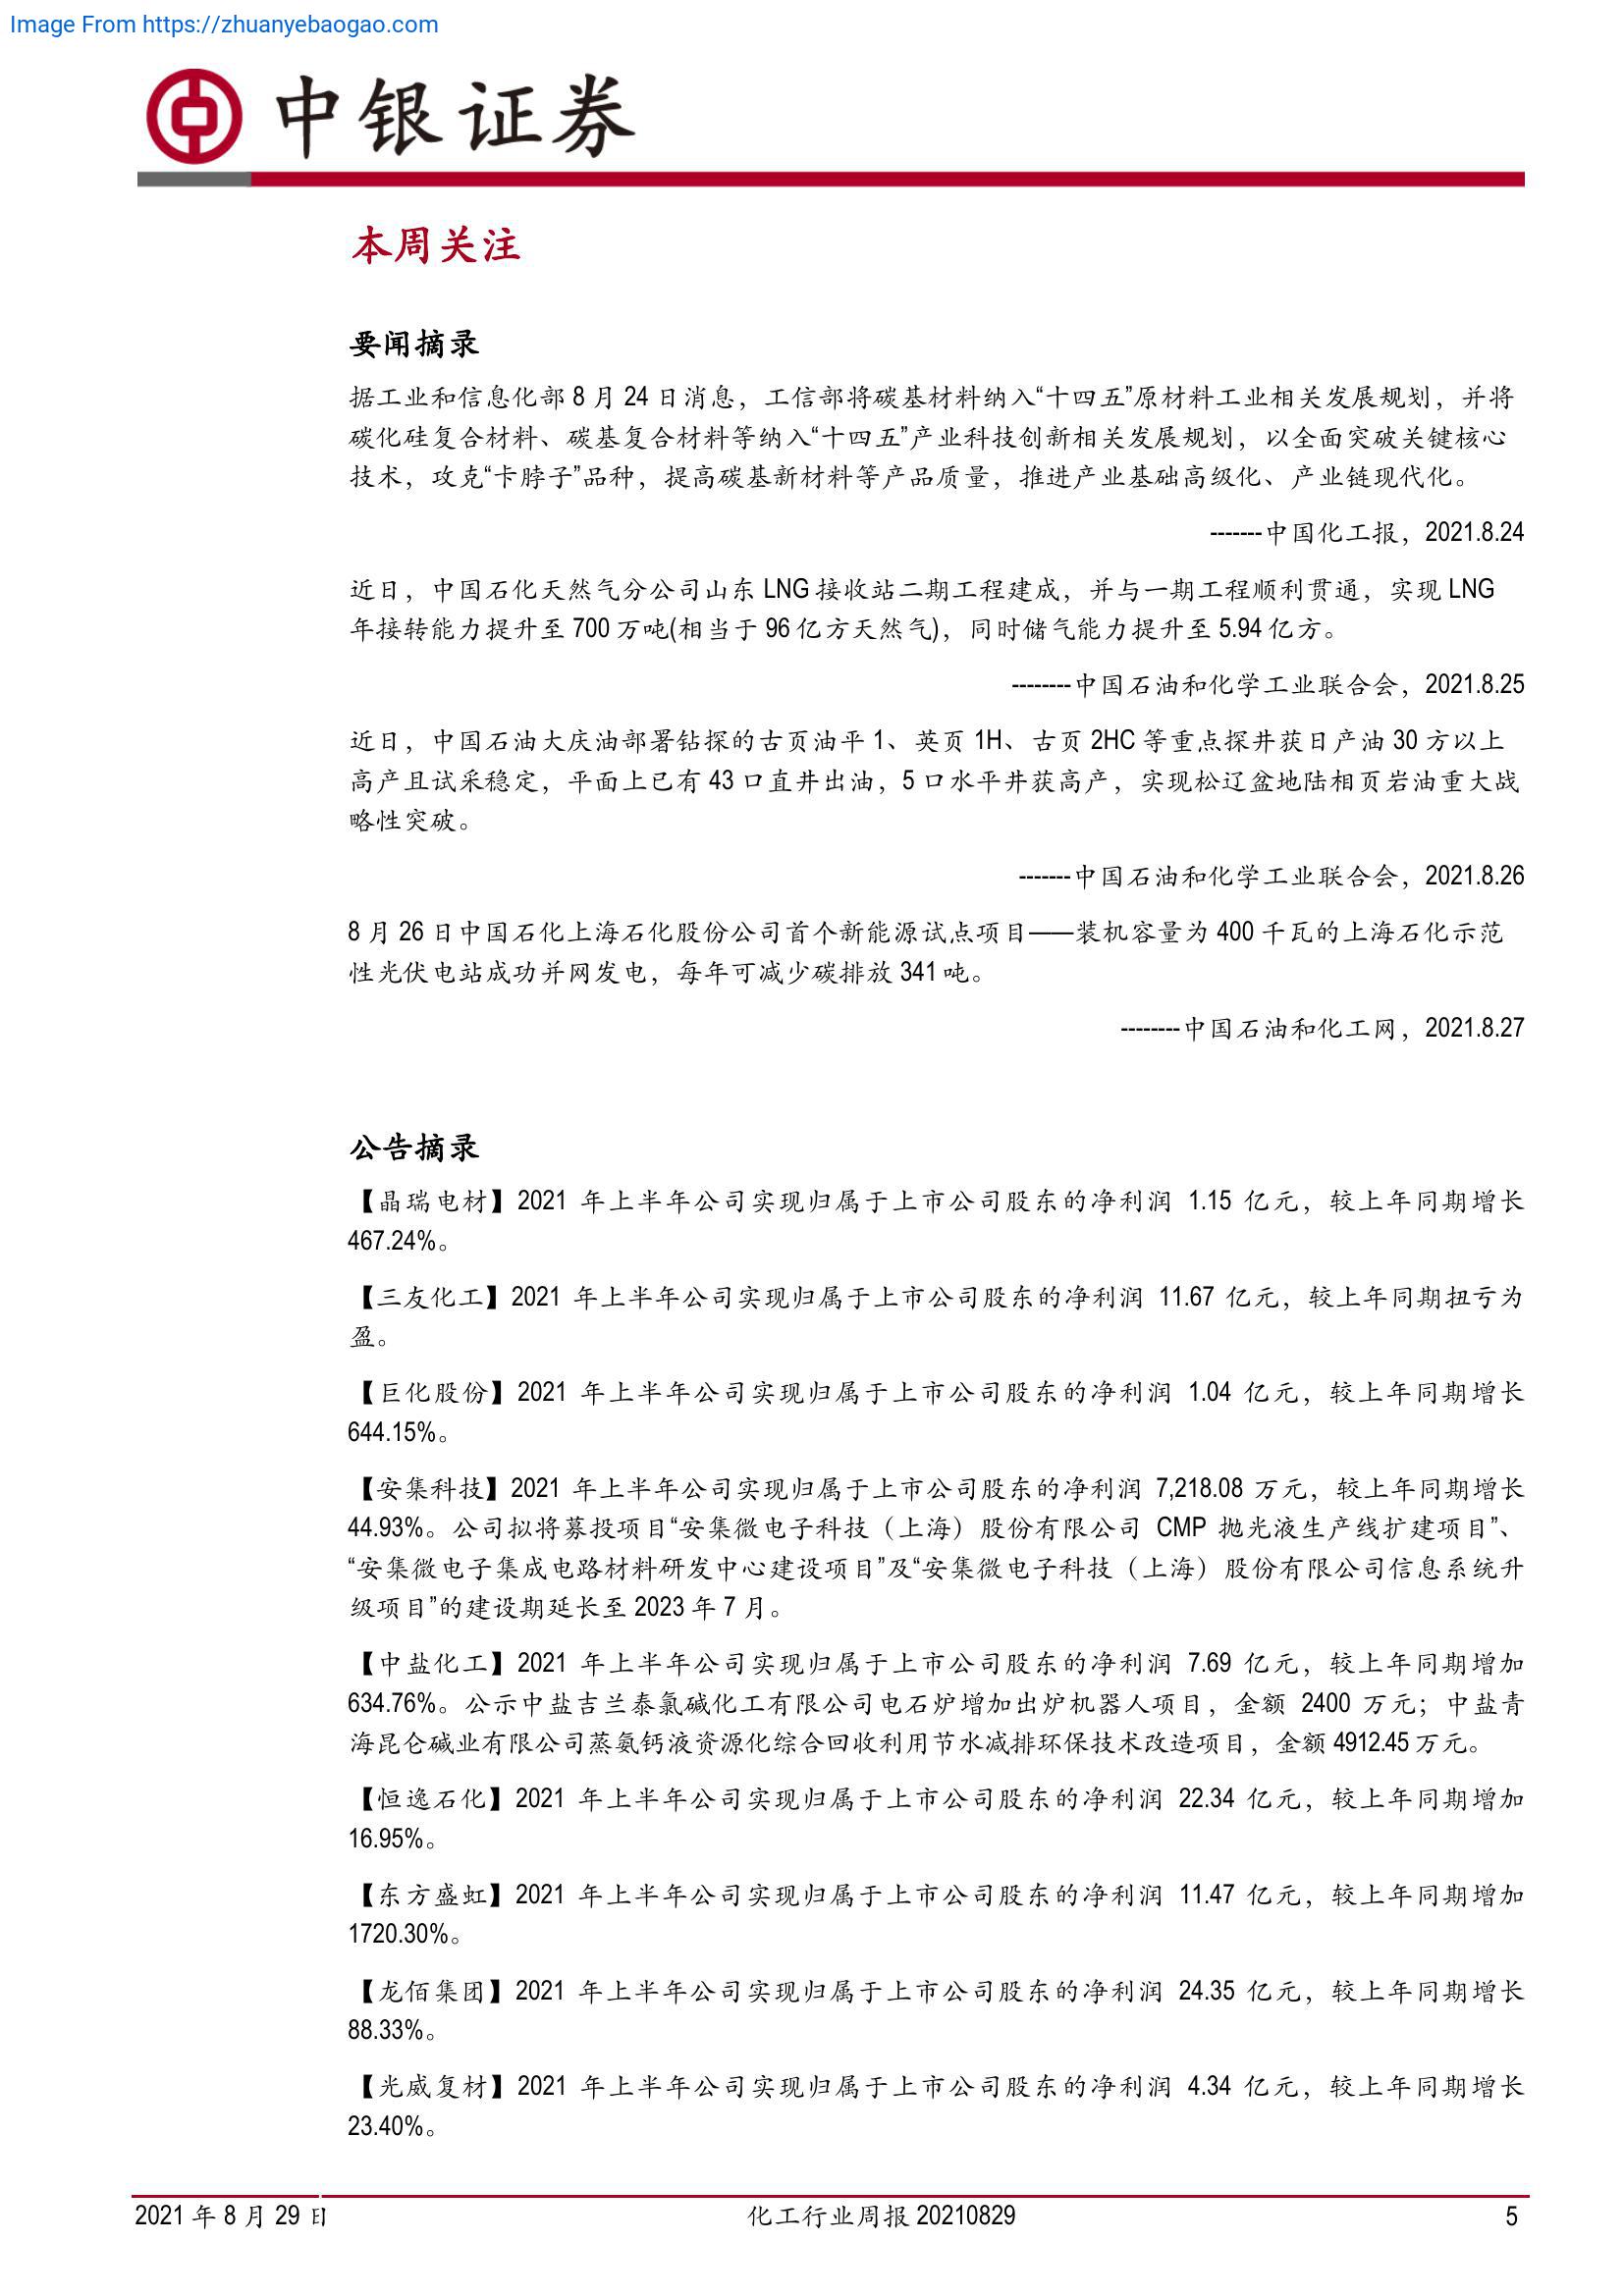 Image From https://zhuanyebaogao.com
中银证券
本周关注
要闻摘录
据工业和信息化部 8 月 24 日消息，工信部将碳基材料纳入“十四五”原材料工业相关发展规划，并将
碳化硅复合材料、碳基复合材料等纳入“十四五”产业科技创新相关发展规划，以全面突破关键核心
技术，攻克“卡脖子”品种，提高碳基新材料等产品质量，推进产业基础高级化、产业链现代化。
-------中国化工报，2021.8.24
近日，中国石化天然气分公司山东 LNG 接收站二期工程建成，并与一期工程顺利贯通，实现 LNG
年接转能力提升至 700 万吨(相当于 96 亿方天然气)，同时储气能力提升至 5.94 亿方。
--------中国石油和化学工业联合会，2021.8.25
近日，中国石油大庆油部署钻探的古页油平 1、英页 1H、古页 2HC 等重点探井获日产油 30 方以上
高产且试采稳定，平面上已有 43 口直井出油，5 口水平井获高产，实现松辽盆地陆相页岩油重大战
略性突破。
-------中国石油和化学工业联合会，2021.8.26
8 月 26 日中国石化上海石化股份公司首个新能源试点项目——装机容量为 400 千瓦的上海石化示范
性光伏电站成功并网发电，每年可减少碳排放 341 吨。
--------中国石油和化工网，2021.8.27
公告摘录
【晶瑞电材】2021 年上半年公司实现归属于上市公司股东的净利润 1.15 亿元，较上年同期增长
467.24%。
【三友化工】2021 年上半年公司实现归属于上市公司股东的净利润 11.67 亿元，较上年同期扭亏为
盈。
【巨化股份】2021 年上半年公司实现归属于上市公司股东的净利润 1.04 亿元，较上年同期增长
644.15%。
【安集科技】2021 年上半年公司实现归属于上市公司股东的净利润 7,218.08 万元，较上年同期增长
44.93%。公司拟将募投项目“安集微电子科技（上海）股份有限公司 CMP 抛光液生产线扩建项目”、
“安集微电子集成电路材料研发中心建设项目”及“安集微电子科技（上海）股份有限公司信息系统升
级项目”的建设期延长至 2023 年 7 月。
【中盐化工】2021 年上半年公司实现归属于上市公司股东的净利润 7.69 亿元，较上年同期增加
634.76%。公示中盐吉兰泰氯碱化工有限公司电石炉增加出炉机器人项目，金额 2400 万元；中盐青
海昆仑碱业有限公司蒸氨钙液资源化综合回收利用节水减排环保技术改造项目，金额 4912.45 万元。
【恒逸石化】2021 年上半年公司实现归属于上市公司股东的净利润 22.34 亿元，较上年同期增加
16.95%。
【东方盛虹】2021 年上半年公司实现归属于上市公司股东的净利润 11.47 亿元，较上年同期增加
1720.30%。
【龙佰集团】2021 年上半年公司实现归属于上市公司股东的净利润 24.35 亿元，较上年同期增长
88.33%。
【光威复材】2021 年上半年公司实现归属于上市公司股东的净利润 4.34 亿元，较上年同期增长
23.40%。
2021 年 8 月 29 日 化工行业周报 20210829 5